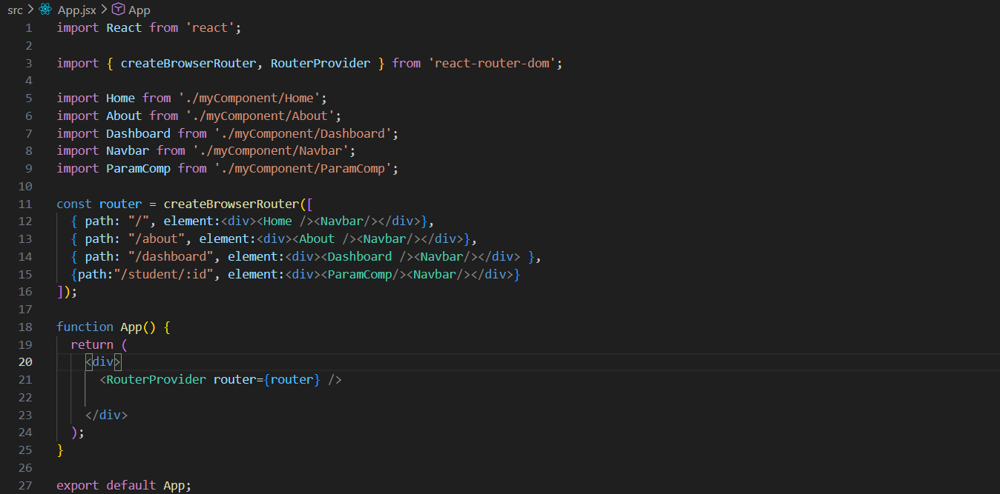 src > App.jsx > App
1 import React from 'react';
2
3 import { createBrowserRouter, RouterProvider } from 'react-router-dom';
4
5 import Home from './myComponent/Home';
6 import About from './myComponent/About';
7 import Dashboard from './myComponent/Dashboard';
8 import Navbar from './myComponent/Navbar';
9 import ParamComp from './myComponent/ParamComp';
10
11 const router = createBrowserRouter([
12   { path: "/", element:<div><Home /><Navbar/></div>},
13   { path: "/about", element:<div><About /><Navbar/></div>},
14   { path: "/dashboard", element:<div><Dashboard /><Navbar/></div> },
15   {path:"/student/:id", element:<div><ParamComp/><Navbar/></div>}
16 ]);
17
18 function App() {
19   return (
20     <div>
21       <RouterProvider router={router} />
22
23     </div>
24   );
25 }
26
27 export default App;